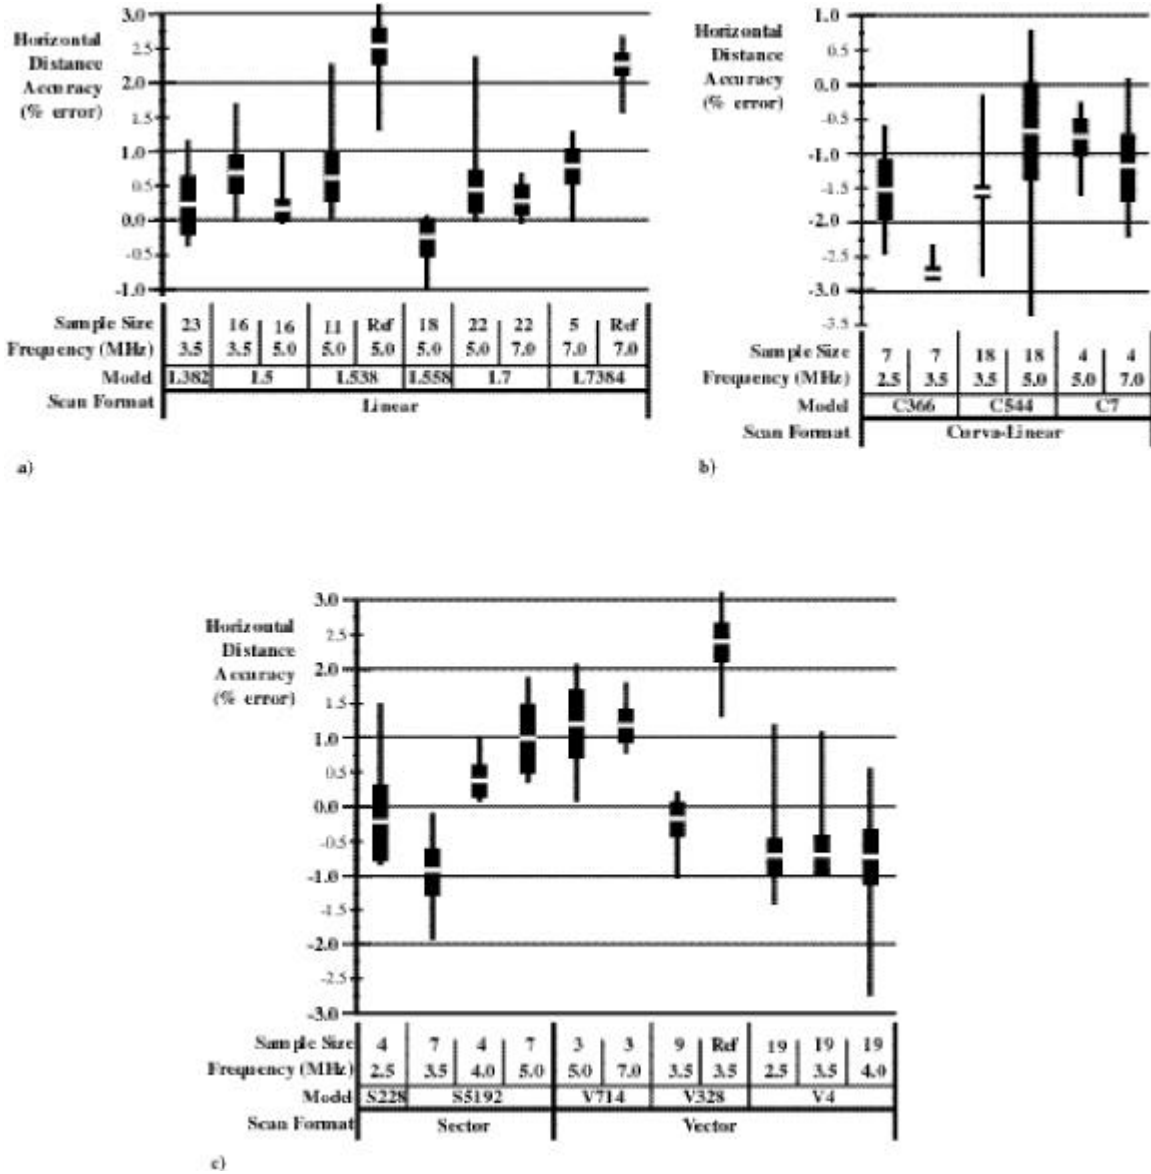 3.0
Horizontal
Distance
Accuracy
(% error)
2.5
2.0
1.5
1.0
0.5
0.0
-0.5
-1.0
Sample Size 23 16 16 11 Ref 18 22 22 5 Ref
Frequency (MHz) 3.5 3.5 5.0 5.0 5.0 5.0 5.0 7.0 7.0 7.0
Model L382 L5 L538 L558 L7 L7384
Scan Format Linear
a)
1.0
Horizontal
Distance
Accuracy
(% error)
0.5
0.0
-0.5
-1.0
-1.5
-2.0
-2.5
-3.0
-3.5
Sample Size 7 7 18 18 4 4
Frequency (MHz) 2.5 3.5 3.5 5.0 5.0 7.0
Model C366 C544 C7
Scan Format Curva-Linear
b)
3.0
Horizontal
Distance
Accuracy
(% error)
2.5
2.0
1.5
1.0
0.5
0.0
-0.5
-1.0
-1.5
-2.0
-2.5
-3.0
Sample Size 4 7 4 7 3 3 9 Ref 19 19 19
Frequency (MHz) 2.5 3.5 4.0 5.0 5.0 7.0 3.5 3.5 2.5 3.5 4.0
Model S228 S5192 V714 V328 V4
Scan Format Sector Vector
c)